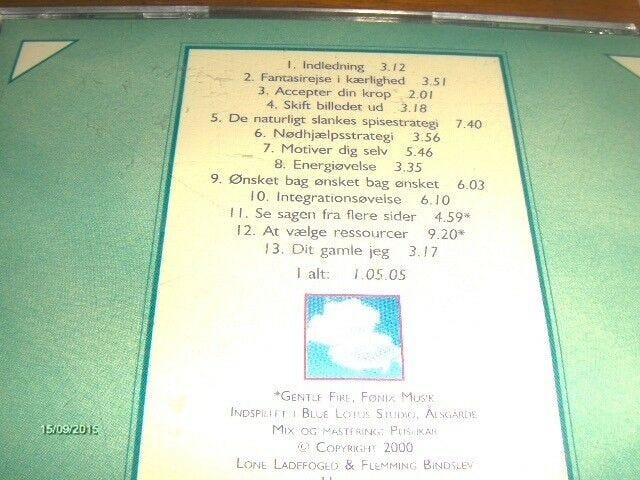 1. Indledning 3.12
2. Fantasirejse i kærlighed 3.51
3. Accepter din krop 2.01
4. Skift billedet ud 3.18
5. De naturligt slankes spisestrategi 7.40
6. Nødhjælpsstrategi 3.56
7. Motiver dig selv 5.46
8. Energiøvelse 3.35
9. Ønsket bag ønsket bag ønsket 6.03
10. Integrationsøvelse 6.10
11. Se sagen fra flere sider 4.59*
12. At vælge ressourcer 9.20*
13. Dit gamle jeg 3.17
I alt: 1.05.05
*Gentle Fire, Fønix Musik
Indspillet i Blue Lotus Studio, Ålsgårde
Mix og mastering: Pushkar
© Copyright 2000
Lone Ladefoged & Flemming Bindslev
15/09/2015